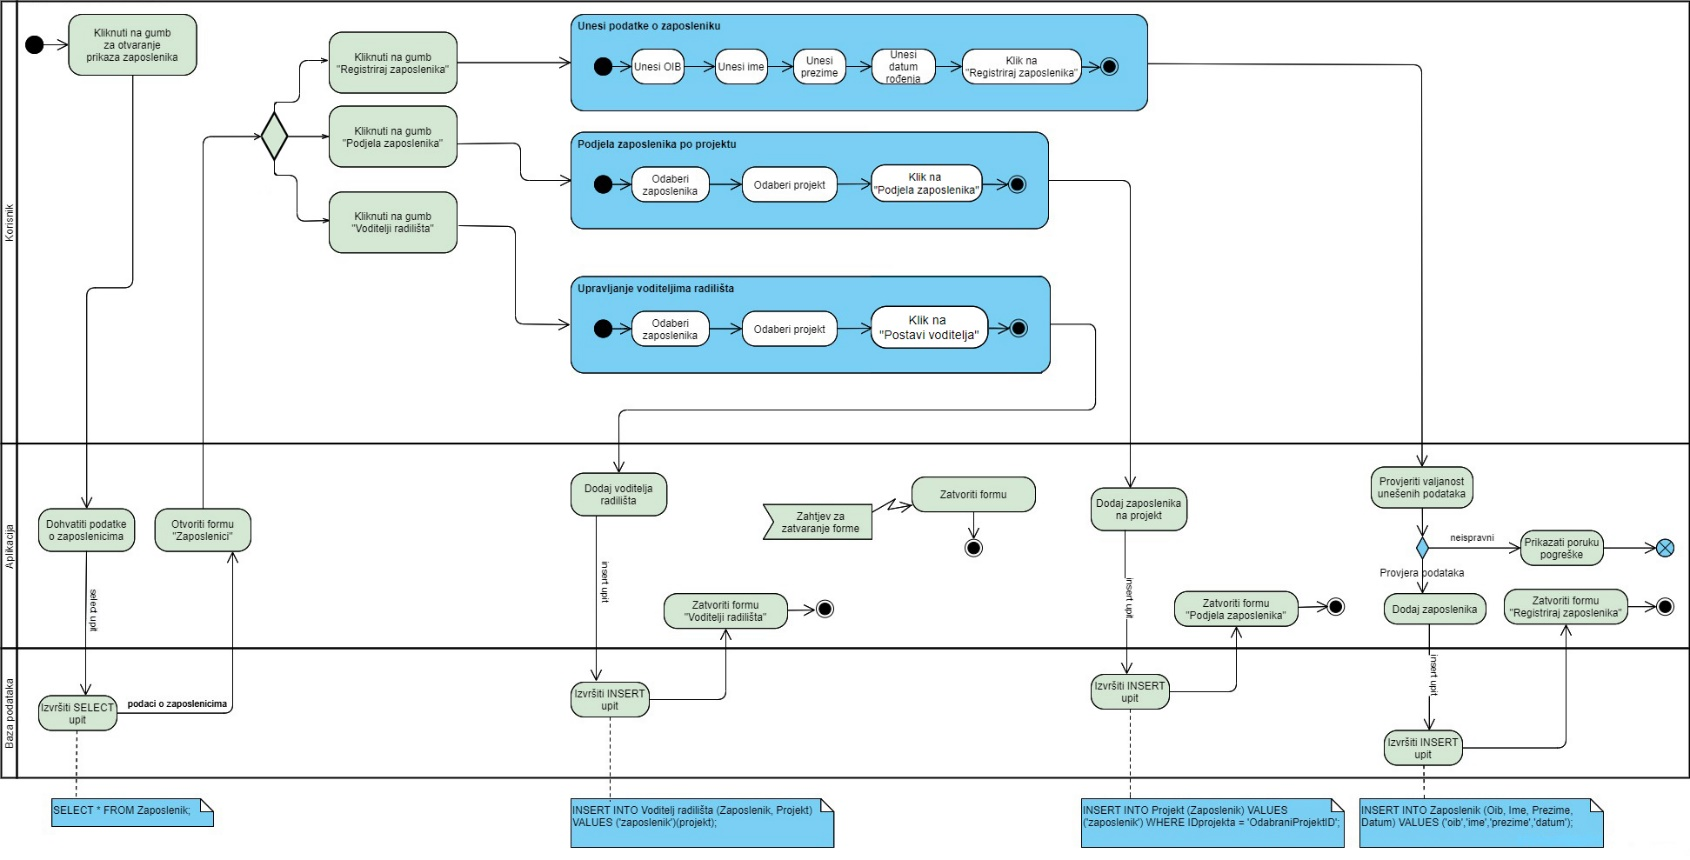 Korisnik
Kliknuti na gumb
za otvaranje
prikaza zaposlenika
Kliknuti na gumb
"Registriraj zaposlenika"
Kliknuti na gumb
"Podjela zaposlenika"
Kliknuti na gumb
"Voditelji radilišta"
Unesi podatke o zaposleniku
Unesi OIB
Unesi ime
Unesi
prezime
Unesi
datum
rođenja
Klik na
"Registriraj zaposlenika"
Podjela zaposlenika po projektu
Odaberi
zaposlenika
Odaberi projekt
Klik na
"Podjela zaposlenika"
Upravljanje voditeljima radilišta
Odaberi
zaposlenika
Odaberi projekt
Klik na
"Postavi voditelja"
Aplikacija
Dohvatiti podatke
o zaposlenicima
Otvoriti formu
"Zaposlenici"
select upit
Dodaj voditelja
radilišta
insert upit
Zatvoriti formu
"Voditelji radilišta"
Zahtjev za
zatvaranje forme
Zatvoriti formu
Dodaj zaposlenika
na projekt
insert upit
Zatvoriti formu
"Podjela zaposlenika"
Provjeriti valjanost
unešenih podataka
neispravni
Prikazati poruku
pogreške
Provjera podataka
Dodaj zaposlenika
Zatvoriti formu
"Registriraj zaposlenika"
insert upit
Baza podataka
Izvršiti SELECT
upit
podaci o zaposlenicima
Izvršiti INSERT
upit
Izvršiti INSERT
upit
Izvršiti INSERT
upit
SELECT * FROM Zaposlenik;
INSERT INTO Voditelj radilišta (Zaposlenik, Projekt)
VALUES ('zaposlenik')(projekt);
INSERT INTO Projekt (Zaposlenik) VALUES
('zaposlenik') WHERE IDprojekta = 'OdabraniProjektID';
INSERT INTO Zaposlenik (Oib, Ime, Prezime,
Datum) VALUES ('oib','ime','prezime','datum');